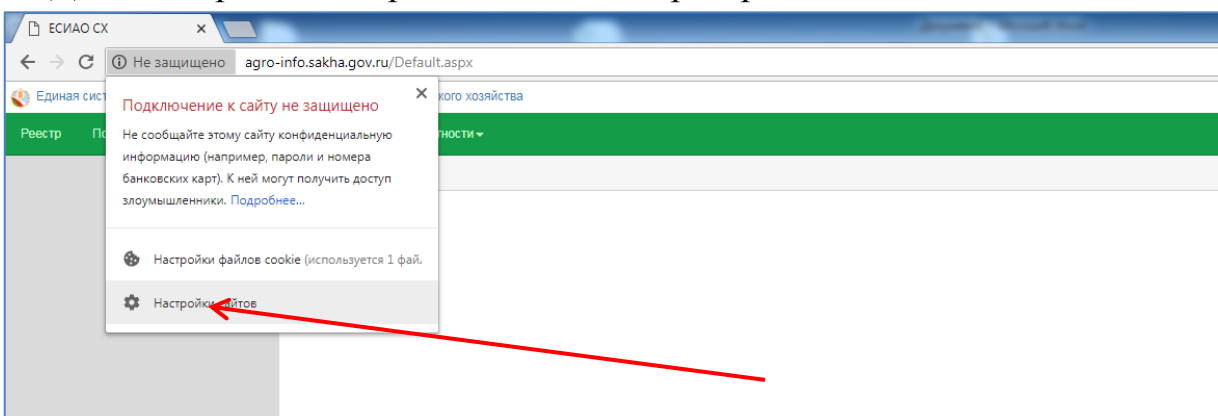 ЕСИАО СХ
Не защищено agro-info.sakha.gov.ru/Default.aspx
Единая сист
кого хозяйства
Реестр По
ности
Подключение к сайту не защищено
Не сообщайте этому сайту конфиденциальную
информацию (например, пароли и номера
банковских карт). К ней могут получить доступ
злоумышленники. Подробнее...
Настройки файлов cookie (используется 1 фай
Настройки сайтов